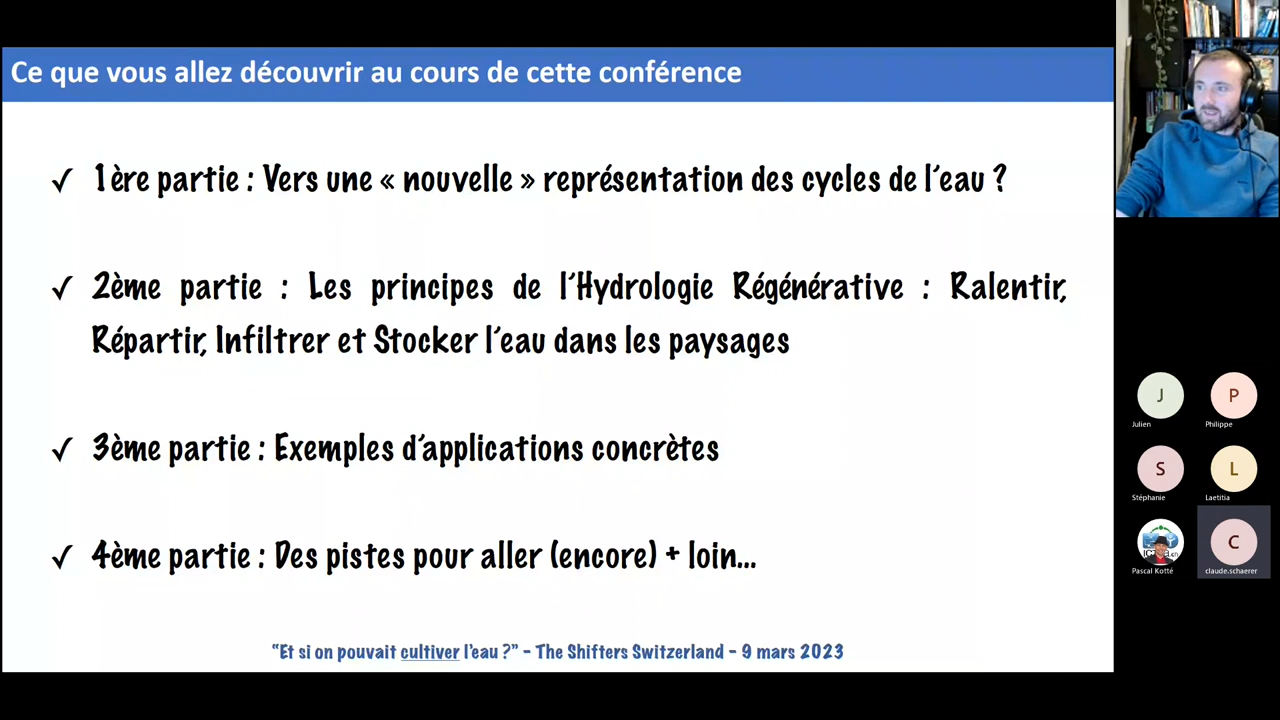 Ce que vous allez découvrir au cours de cette conférence
✓ 1ère partie : Vers une « nouvelle » représentation des cycles de l'eau ?
✓ 2ème partie : Les principes de l'Hydrologie Régénérative : Ralentir,
Répartir, Infiltrer et Stocker l'eau dans les paysages
✓ 3ème partie : Exemples d'applications concrètes
✓ 4ème partie : Des pistes pour aller (encore) + loin...
"Et si on pouvait cultiver l'eau ?" – The Shifters Switzerland – 9 mars 2023
J P
Julien Philippe
S L
Stéphanie Laetitia
C
Pascal Kotté claude.schaerer